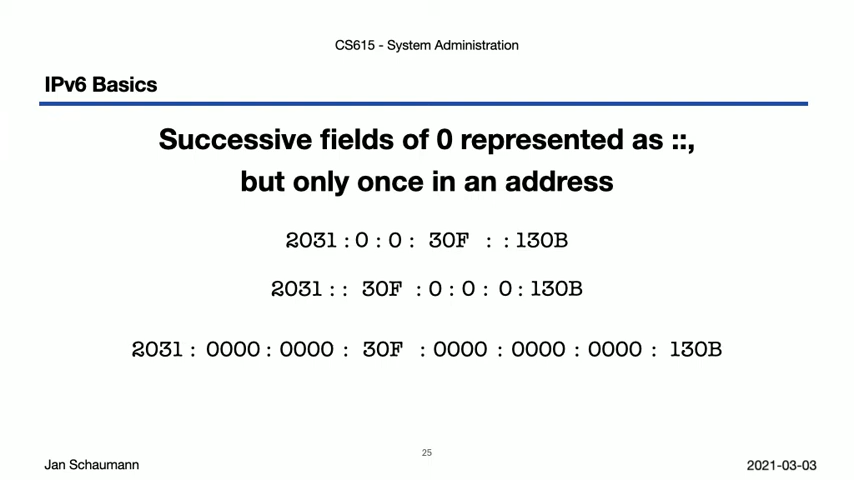 CS615 - System Administration
IPv6 Basics
Successive fields of 0 represented as ::,
but only once in an address
2031:0:0: 30F ::130B
2031:: 30F :0:0: 0:130B
2031: 0000:0000: 30F :0000:0000:0000: 130B
25
Jan Schaumann
2021-03-03